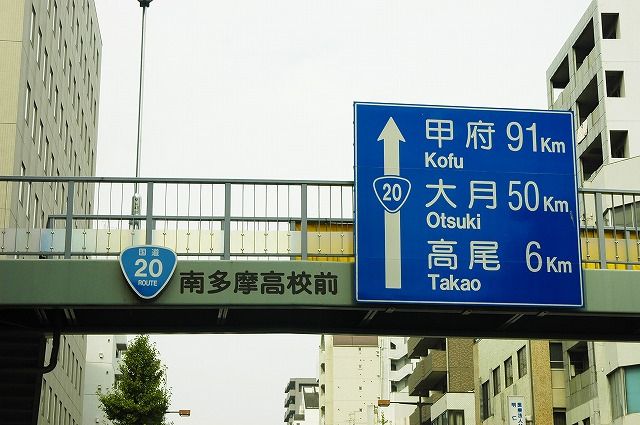 甲府 91Km
Kofu
20
大月 50Km
Otsuki
高尾 6Km
Takao
国道
20
ROUTE
南多摩高校前